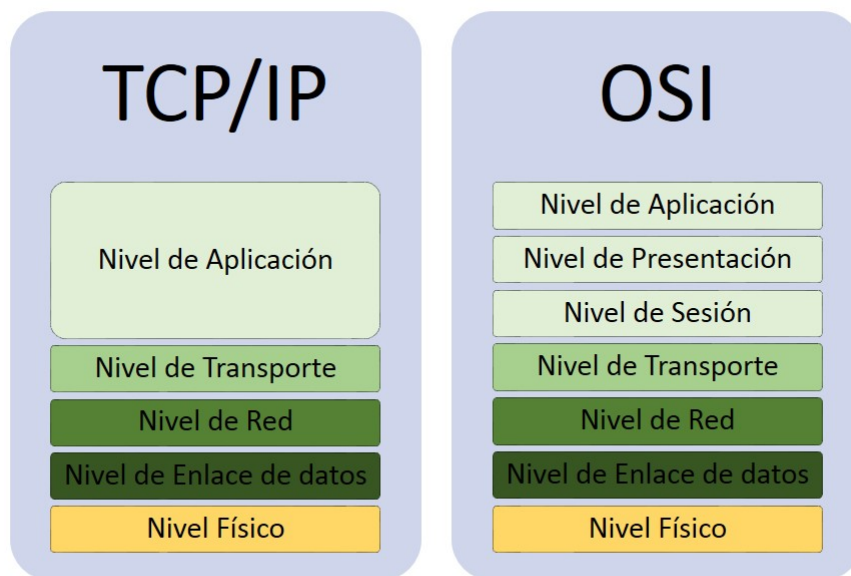 TCP/IP
Nivel de Aplicación
Nivel de Transporte
Nivel de Red
Nivel de Enlace de datos
Nivel Físico
OSI
Nivel de Aplicación
Nivel de Presentación
Nivel de Sesión
Nivel de Transporte
Nivel de Red
Nivel de Enlace de datos
Nivel Físico